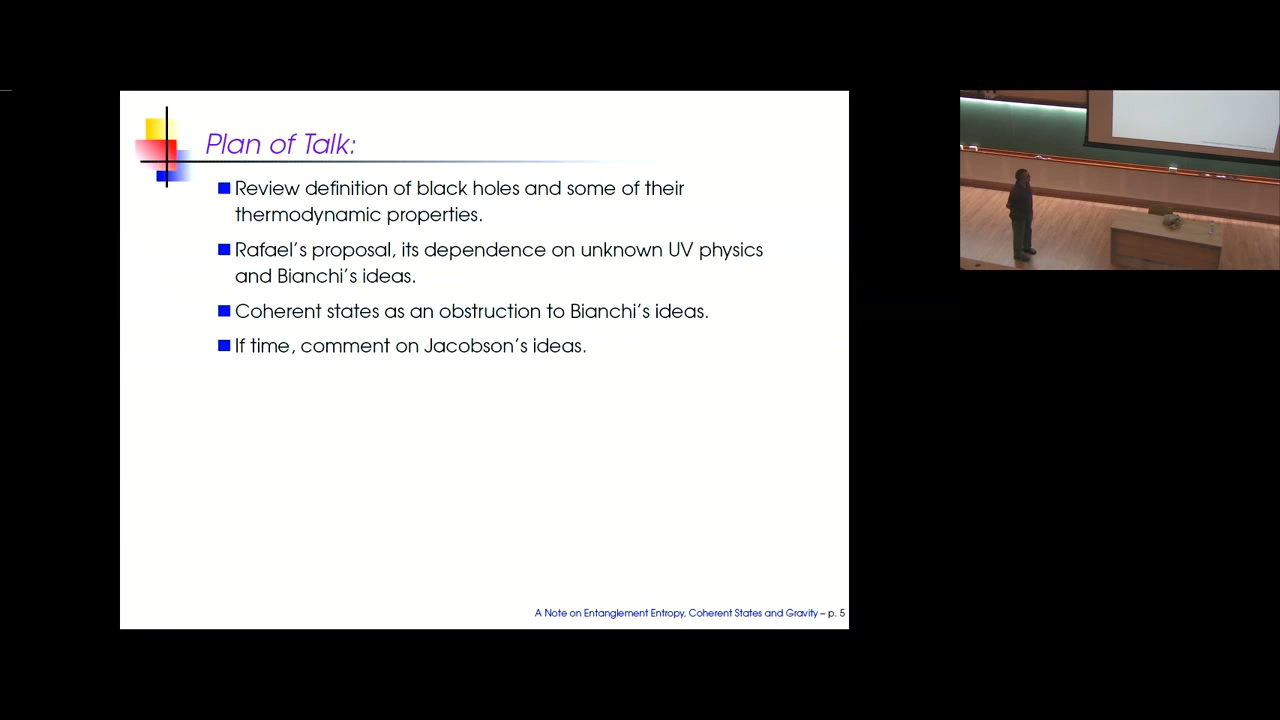 Plan of Talk:
Review definition of black holes and some of their
thermodynamic properties.
Rafael's proposal, its dependence on unknown UV physics
and Bianchi's ideas.
Coherent states as an obstruction to Bianchi's ideas.
If time, comment on Jacobson's ideas.
A Note on Entanglement Entropy, Coherent States and Gravity – p. 5